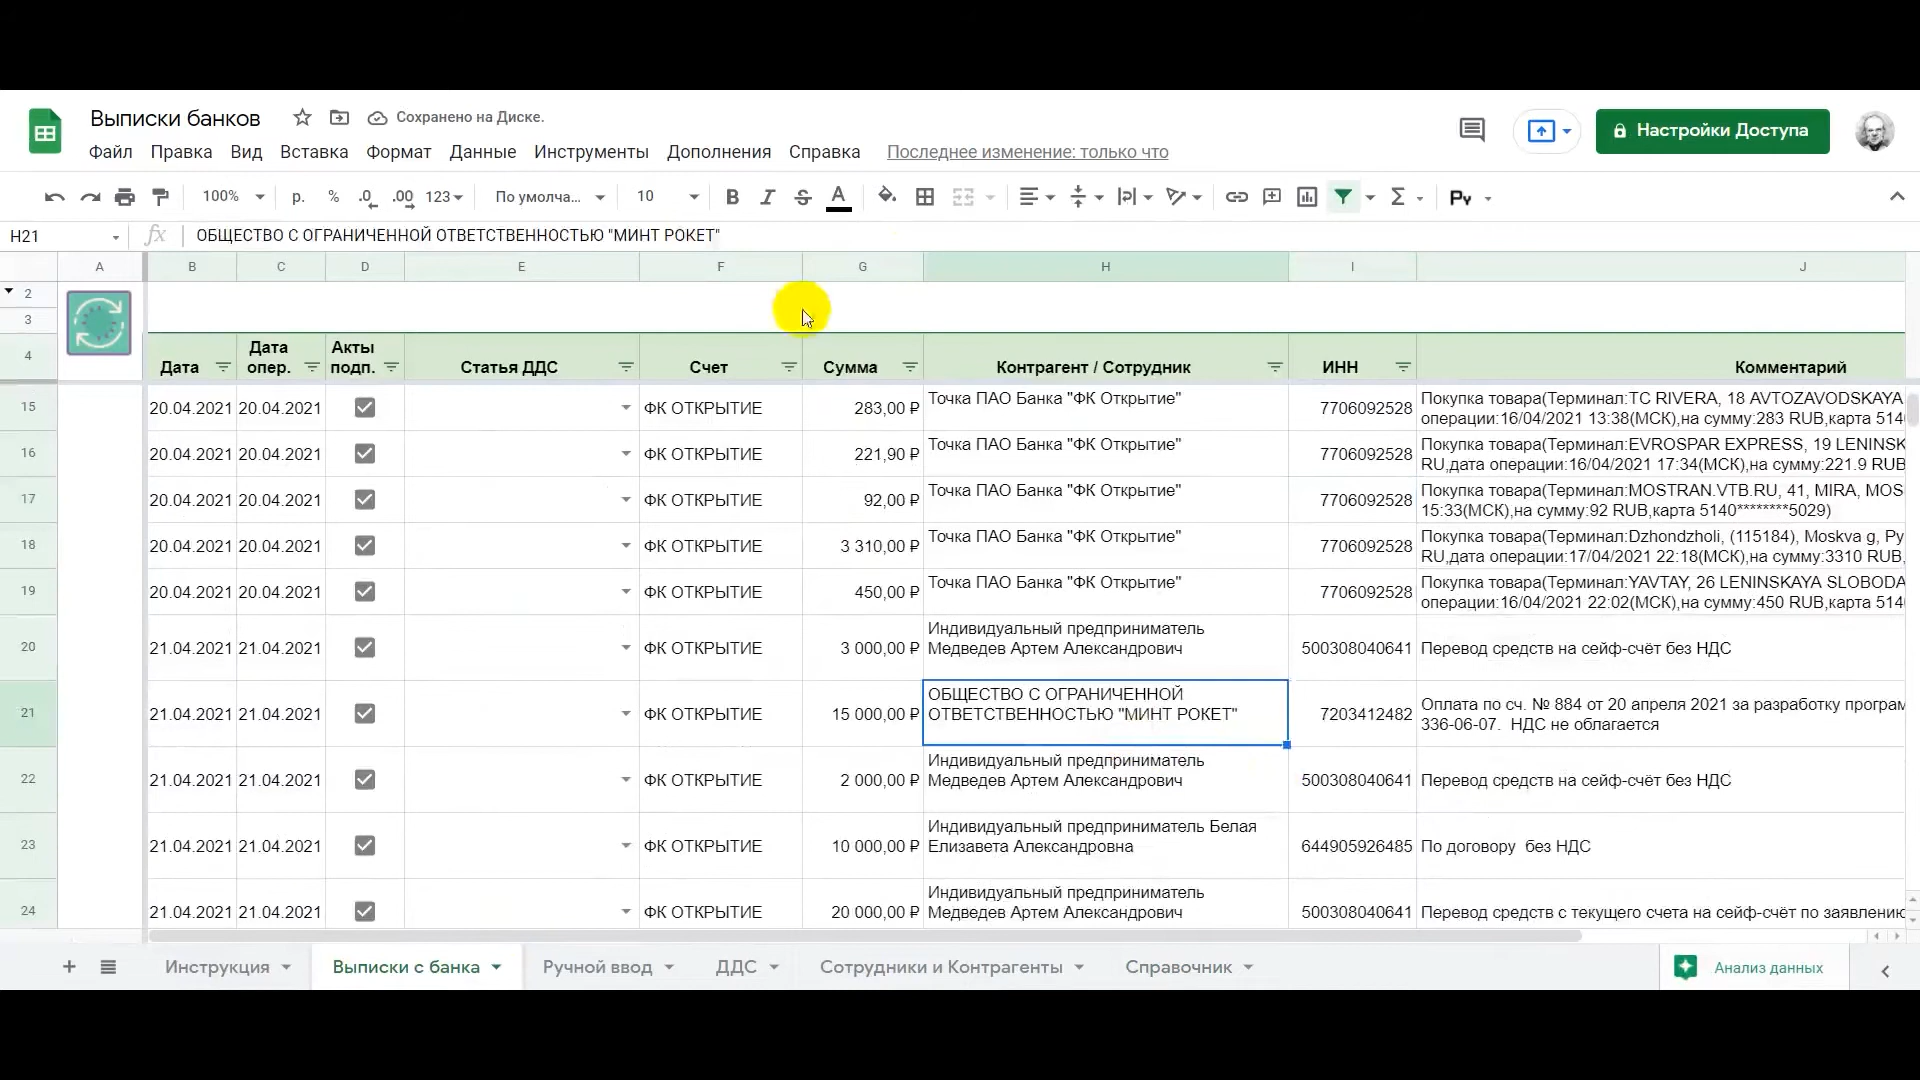 Выписки банков
Сохранено на Диске.
Файл Правка Вид Вставка Формат Данные Инструменты Дополнения Справка Последнее изменение: только что
Настройки Доступа
100% р. % .0 .00 123 По умолча... 10 B I S A Σ Ру
H21 fx ОБЩЕСТВО С ОГРАНИЧЕННОЙ ОТВЕТСТВЕННОСТЬЮ "МИНТ РОКЕТ"
A B C D E F G H I J
2
3
4 Дата Дата опер. Акты подп. Статья ДДС Счет Сумма Контрагент / Сотрудник ИНН Комментарий
15 20.04.2021 20.04.2021 ФК ОТКРЫТИЕ 283,00 ₽ Точка ПАО Банка "ФК Открытие" 7706092528 Покупка товара(Терминал:TC RIVERA, 18 AVTOZAVODSKAYA
операции:16/04/2021 13:38(МСК),на сумму:283 RUB,карта 5140
16 20.04.2021 20.04.2021 ФК ОТКРЫТИЕ 221,90 ₽ Точка ПАО Банка "ФК Открытие" 7706092528 Покупка товара(Терминал:EVROSPAR EXPRESS, 19 LENINSK
RU,дата операции:16/04/2021 17:34(МСК),на сумму:221.9 RUB
17 20.04.2021 20.04.2021 ФК ОТКРЫТИЕ 92,00 ₽ Точка ПАО Банка "ФК Открытие" 7706092528 Покупка товара(Терминал:MOSTRAN.VTB.RU, 41, MIRA, MOS
15:33(МСК),на сумму:92 RUB,карта 5140********5029)
18 20.04.2021 20.04.2021 ФК ОТКРЫТИЕ 3 310,00 ₽ Точка ПАО Банка "ФК Открытие" 7706092528 Покупка товара(Терминал:Dzhondzholi, (115184), Moskva g, Py
RU,дата операции:17/04/2021 22:18(МСК),на сумму:3310 RUB,
19 20.04.2021 20.04.2021 ФК ОТКРЫТИЕ 450,00 ₽ Точка ПАО Банка "ФК Открытие" 7706092528 Покупка товара(Терминал:YAVTAY, 26 LENINSKAYA SLOBODA
операции:16/04/2021 22:02(МСК),на сумму:450 RUB,карта 514
20 21.04.2021 21.04.2021 ФК ОТКРЫТИЕ 3 000,00 ₽ Индивидуальный предприниматель
Медведев Артем Александрович 500308040641 Перевод средств на сейф-счёт без НДС
21 21.04.2021 21.04.2021 ФК ОТКРЫТИЕ 15 000,00 ₽ ОБЩЕСТВО С ОГРАНИЧЕННОЙ
ОТВЕТСТВЕННОСТЬЮ "МИНТ РОКЕТ" 7203412482 Оплата по сч. № 884 от 20 апреля 2021 за разработку програм
336-06-07. НДС не облагается
22 21.04.2021 21.04.2021 ФК ОТКРЫТИЕ 2 000,00 ₽ Индивидуальный предприниматель
Медведев Артем Александрович 500308040641 Перевод средств на сейф-счёт без НДС
23 21.04.2021 21.04.2021 ФК ОТКРЫТИЕ 10 000,00 ₽ Индивидуальный предприниматель Белая
Елизавета Александровна 644905926485 По договору без НДС
24 21.04.2021 21.04.2021 ФК ОТКРЫТИЕ 20 000,00 ₽ Индивидуальный предприниматель
Медведев Артем Александрович 500308040641 Перевод средств с текущего счета на сейф-счёт по заявлению
Инструкция Выписки с банка Ручной ввод ДДС Сотрудники и Контрагенты Справочник Анализ данных